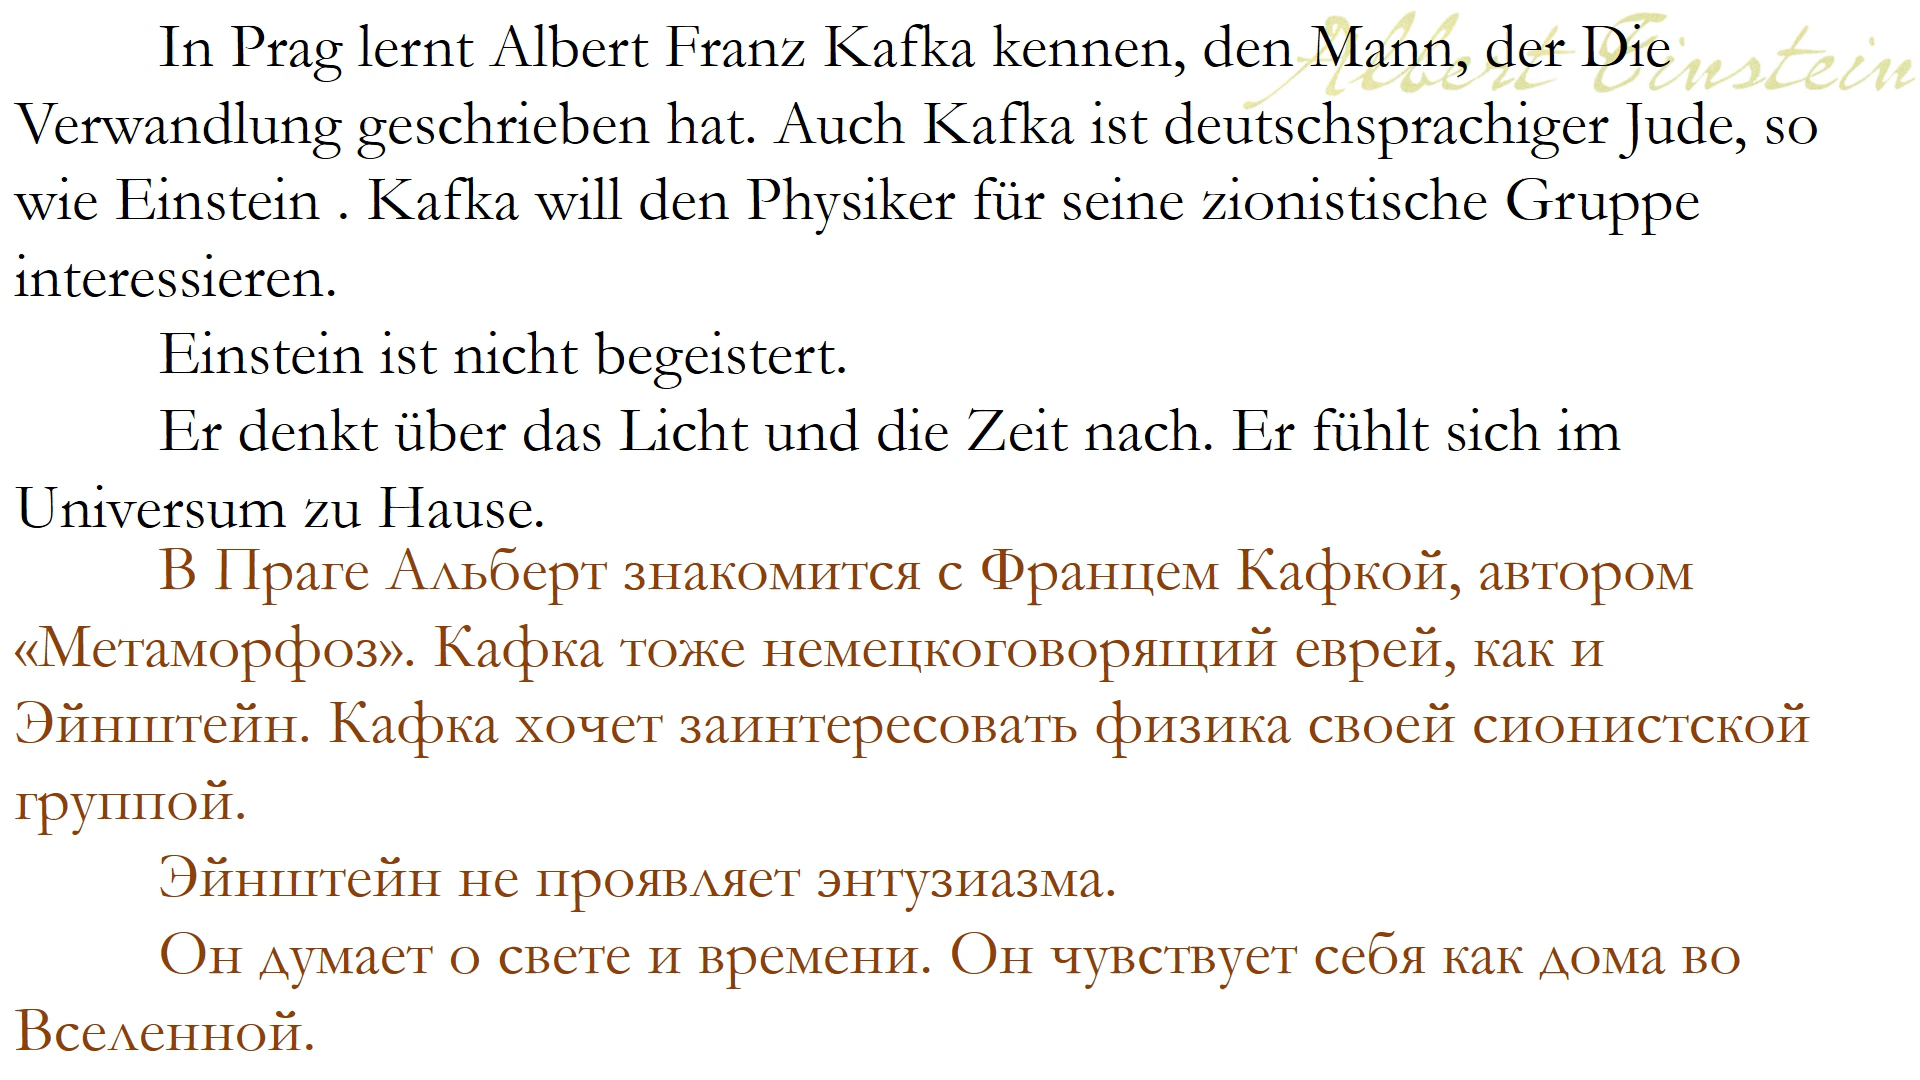 Albert Einstein
In Prag lernt Albert Franz Kafka kennen, den Mann, der Die
Verwandlung geschrieben hat. Auch Kafka ist deutschsprachiger Jude, so
wie Einstein . Kafka will den Physiker für seine zionistische Gruppe
interessieren.
Einstein ist nicht begeistert.
Er denkt über das Licht und die Zeit nach. Er fühlt sich im
Universum zu Hause.
В Праге Альберт знакомится с Францем Кафкой, автором
«Метаморфоз». Кафка тоже немецкоговорящий еврей, как и
Эйнштейн. Кафка хочет заинтересовать физика своей сионистской
группой.
Эйнштейн не проявляет энтузиазма.
Он думает о свете и времени. Он чувствует себя как дома во
Вселенной.